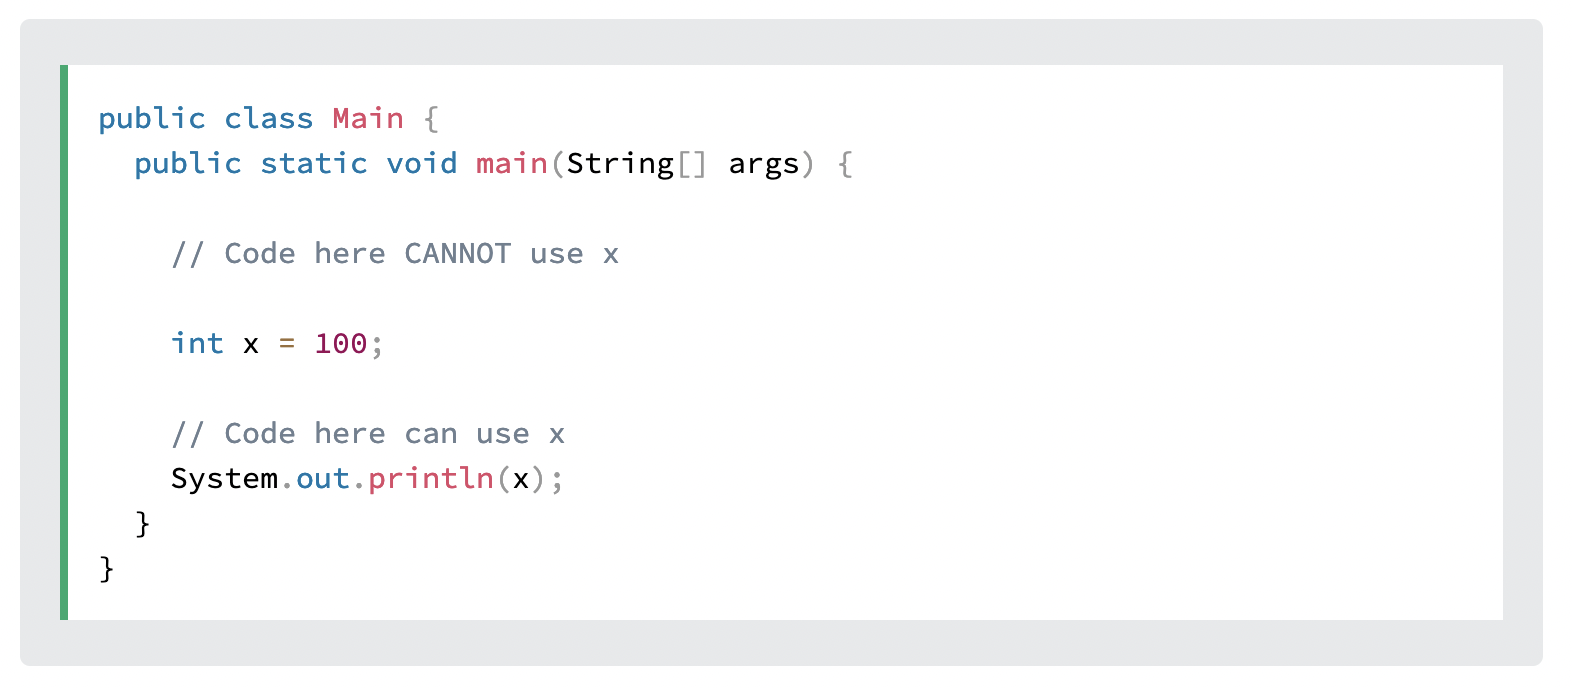 public class Main {
  public static void main(String[] args) {
    // Code here CANNOT use x
    int x = 100;
    // Code here can use x
    System.out.println(x);
  }
}